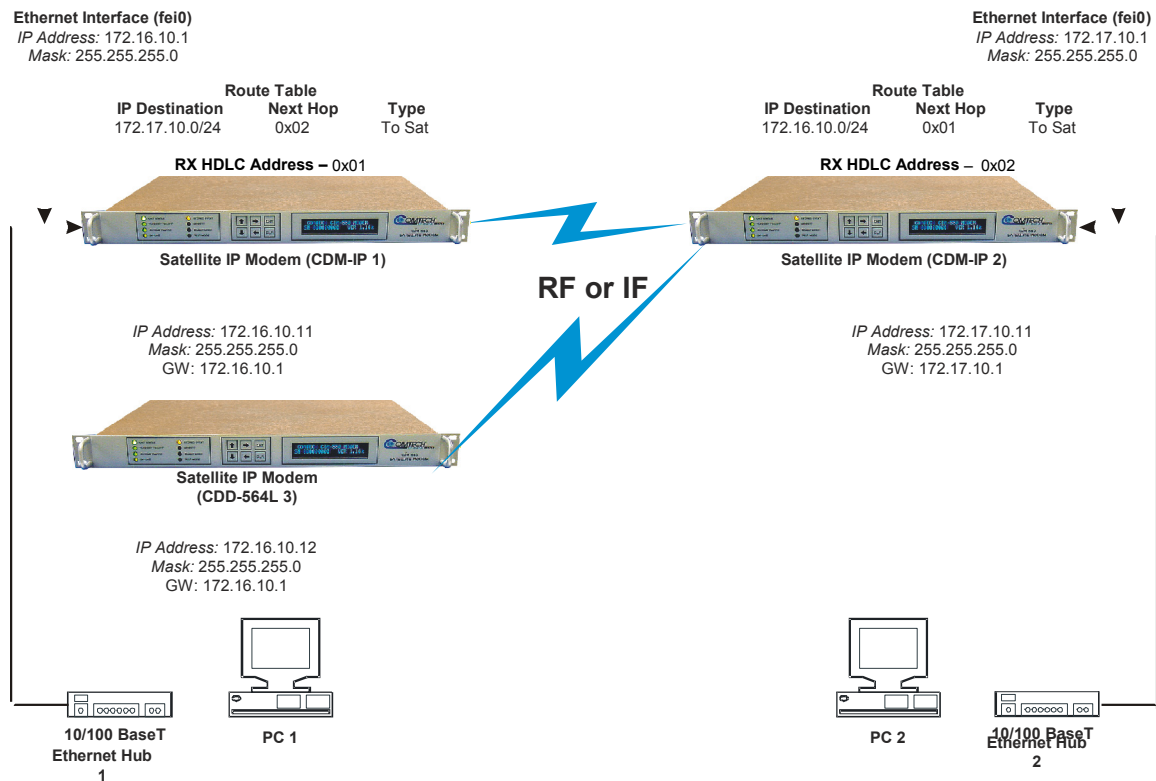 Ethernet Interface (fei0)
IP Address: 172.16.10.1
Mask: 255.255.255.0
Ethernet Interface (fei0)
IP Address: 172.17.10.1
Mask: 255.255.255.0
Route Table
IP Destination Next Hop Type
172.17.10.0/24 0x02 To Sat
Route Table
IP Destination Next Hop Type
172.16.10.0/24 0x01 To Sat
RX HDLC Address – 0x01
RX HDLC Address – 0x02
COMTECH
COMTECH
Satellite IP Modem (CDM-IP 1)
Satellite IP Modem (CDM-IP 2)
RF or IF
IP Address: 172.16.10.11
Mask: 255.255.255.0
GW: 172.16.10.1
IP Address: 172.17.10.11
Mask: 255.255.255.0
GW: 172.17.10.1
COMTECH
Satellite IP Modem
(CDD-564L 3)
IP Address: 172.16.10.12
Mask: 255.255.255.0
GW: 172.16.10.1
10/100 BaseT
Ethernet Hub
1
PC 1
PC 2
10/100 BaseT
Ethernet Hub
2